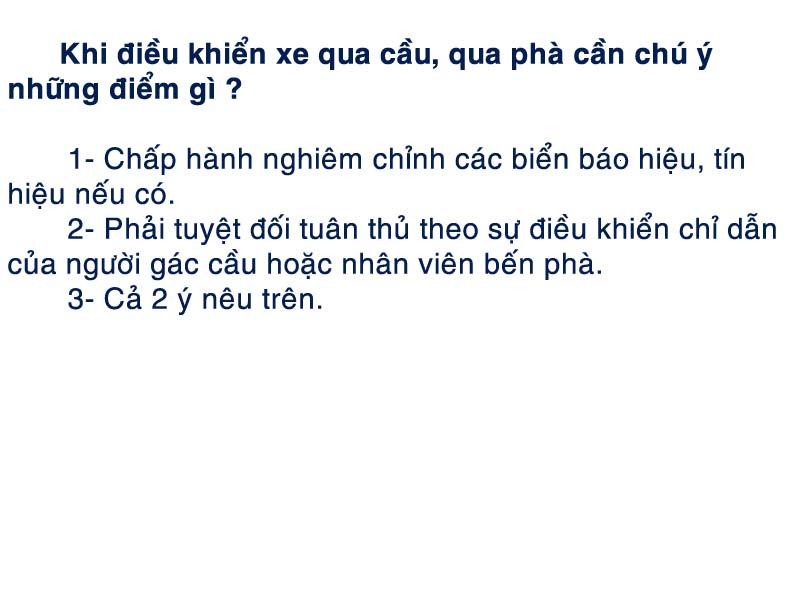 Khi điều khiển xe qua cầu, qua phà cần chú ý
những điểm gì ?
1- Chấp hành nghiêm chỉnh các biển báo hiệu, tín
hiệu nếu có.
2- Phải tuyệt đối tuân thủ theo sự điều khiển chỉ dẫn
của người gác cầu hoặc nhân viên bến phà.
3- Cả 2 ý nêu trên.